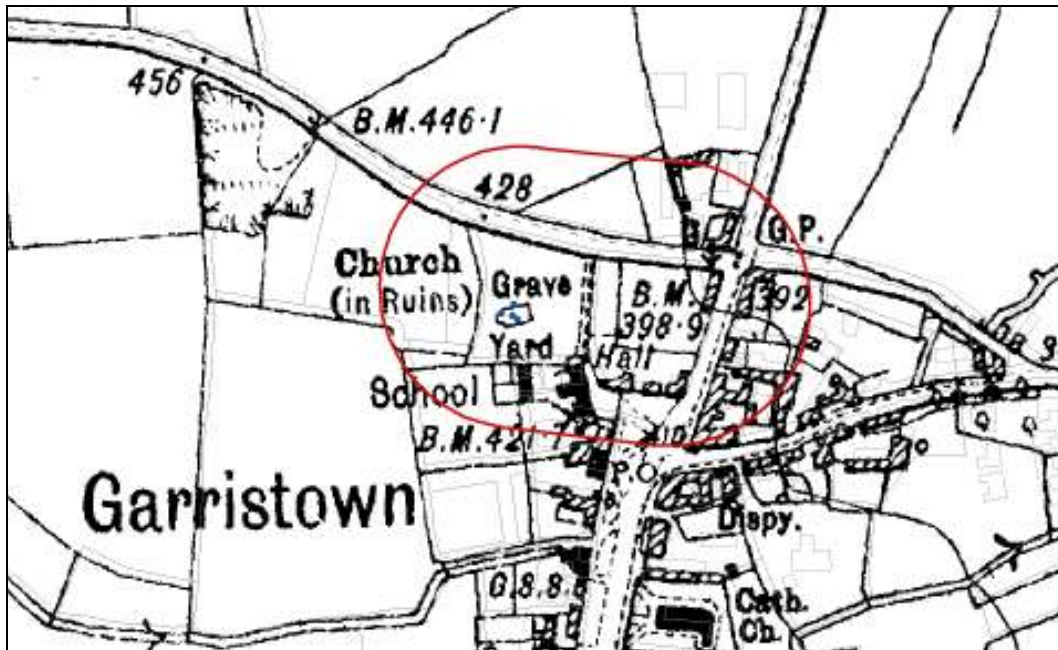 456
B.M.446·1
428
G.P.
Church
(in Ruins)
Grave
Yard
B.M.
398·9
392
Hall
School
B.M.421
Garristown
P.
Dispy.
Cath.
Ch.